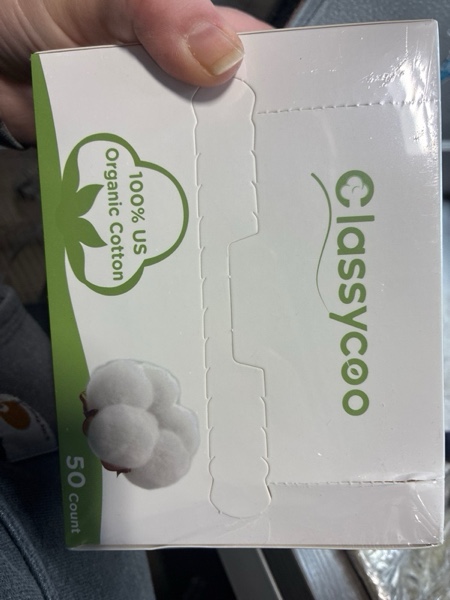 Classycoo
100% US
Organic Cotton
50 Count